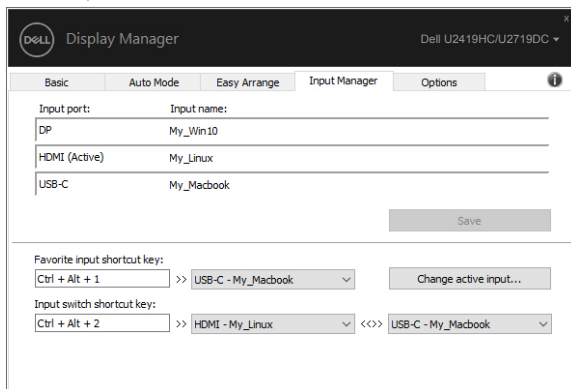 DELL Display Manager Dell U2419HC/U2719DC
x
Basic Auto Mode Easy Arrange Input Manager Options i
Input port: Input name:
DP My_Win10
HDMI (Active) My_Linux
USB-C My_Macbook
Save
Favorite input shortcut key:
Ctrl + Alt + 1 >> USB-C - My_Macbook Change active input...
Input switch shortcut key:
Ctrl + Alt + 2 >> HDMI - My_Linux <<>> USB-C - My_Macbook